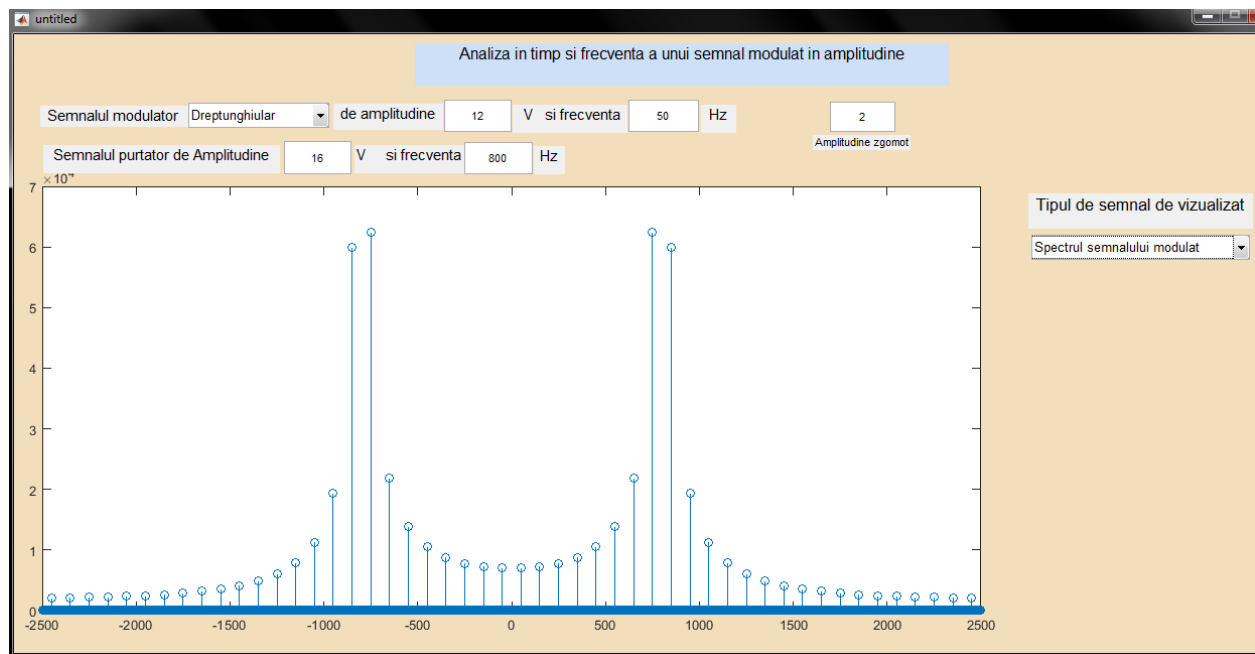 untitled
Analiza in timp si frecventa a unui semnal modulat in amplitudine
Semnalul modulator Dreptunghiular de amplitudine 12 V si frecventa 50 Hz 2
Amplitudine zgomot
Semnalul purtator de Amplitudine 16 V si frecventa 800 Hz
Tipul de semnal de vizualizat
Spectrul semnalului modulat
7
6
5
4
3
2
1
0
-2500 -2000 -1500 -1000 -500 0 500 1000 1500 2000 2500